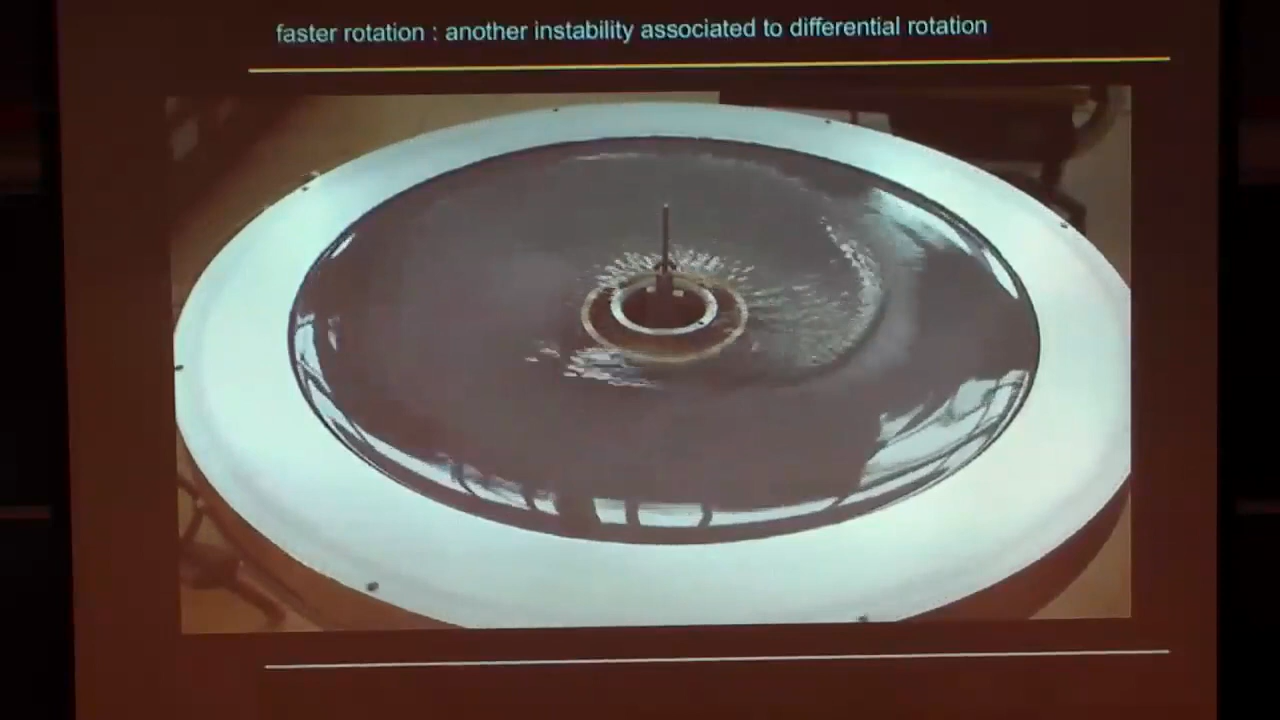 faster rotation : another instability associated to differential rotation